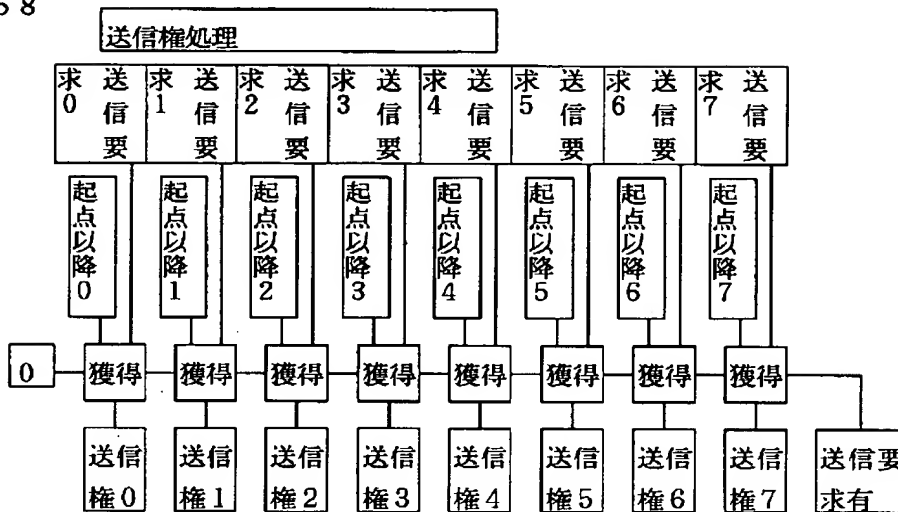 8
送信権処理
求0 送信要
求1 送信要
求2 送信要
求3 送信要
求4 送信要
求5 送信要
求6 送信要
求7 送信要
起点以降0
起点以降1
起点以降2
起点以降3
起点以降4
起点以降5
起点以降6
起点以降7
0
獲得
獲得
獲得
獲得
獲得
獲得
獲得
獲得
送信権0
送信権1
送信権2
送信権3
送信権4
送信権5
送信権6
送信権7
送信要求有